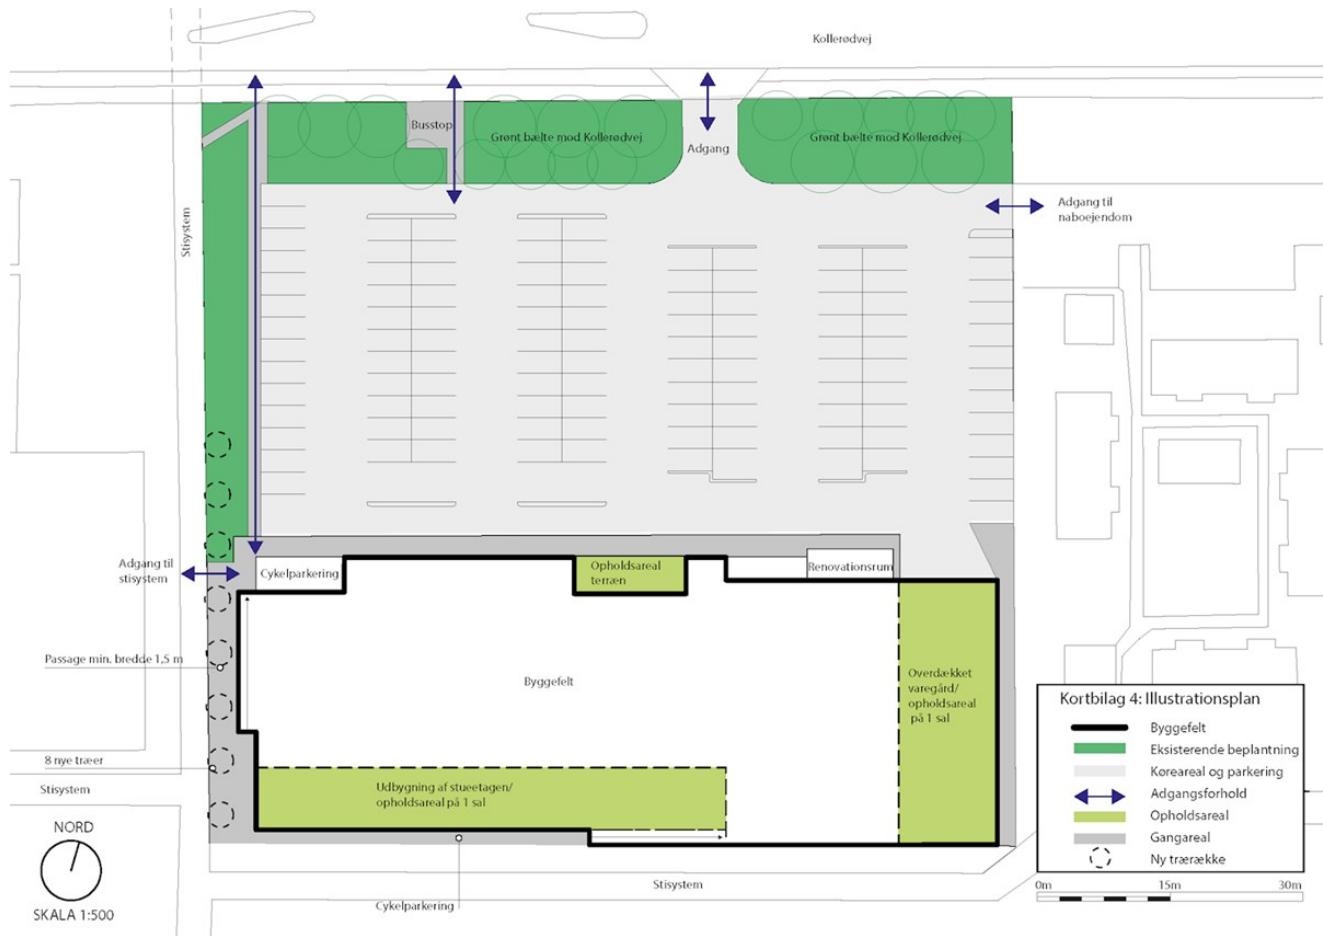 Kollerødvej
Busstop
Grønt bælte mod Kollerødvej
Adgang
Grønt bælte mod Kollerødvej
Stisystem
Adgang til
naboejendom
Adgang til
stisystem
Cykelparkering
Opholdsareal
terræn
Renovationsrum
Passage min. bredde 1,5 m
Byggefelt
Overdækket
varegård/
opholdsareal
på 1 sal
8 nye træer
Stisystem
Udbygning af stueetagen/
opholdsareal på 1 sal
NORD
SKALA 1:500
Stisystem
Cykelparkering
Kortbilag 4: Illustrationsplan
Byggefelt
Eksisterende beplantning
Køreareal og parkering
Adgangsforhold
Opholdsareal
Gangareal
Ny trærække
0m 15m 30m